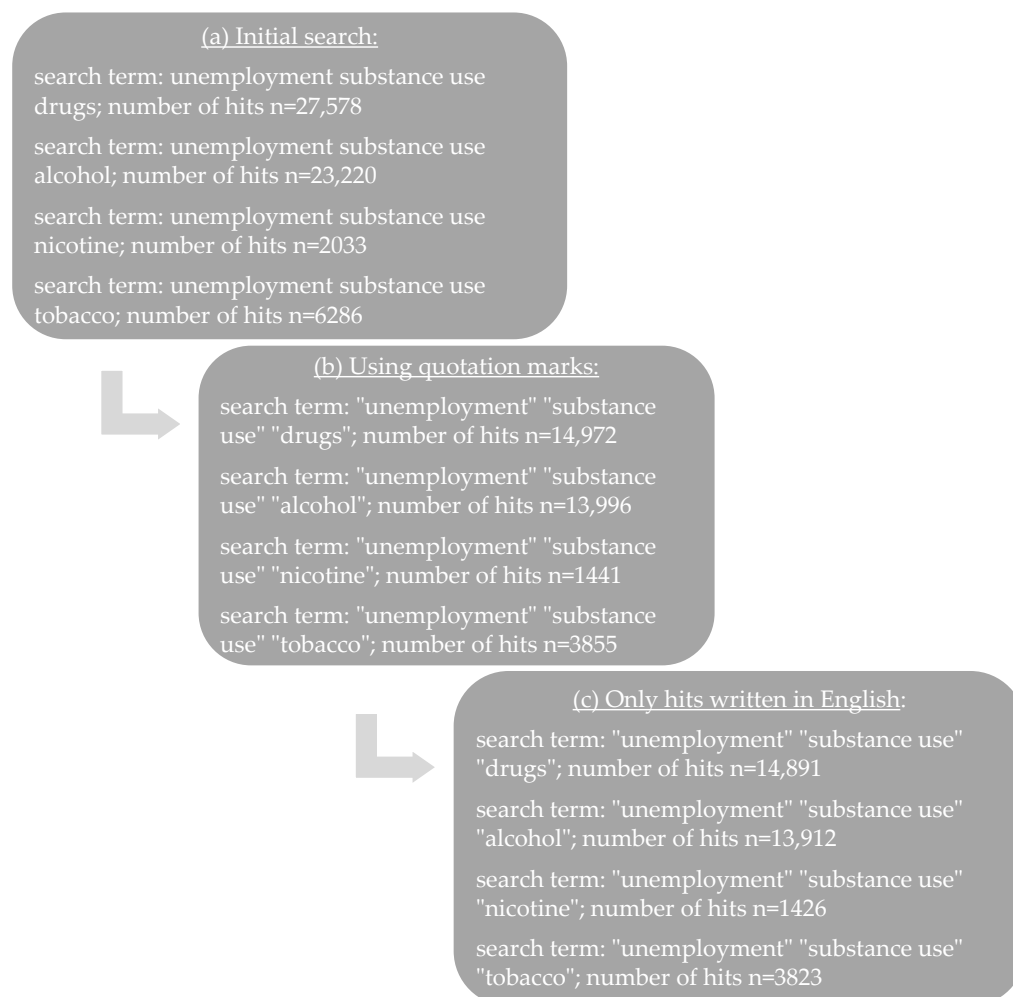 (a) Initial search:
search term: unemployment substance use
drugs; number of hits n=27,578
search term: unemployment substance use
alcohol; number of hits n=23,220
search term: unemployment substance use
nicotine; number of hits n=2033
search term: unemployment substance use
tobacco; number of hits n=6286
(b) Using quotation marks:
search term: "unemployment" "substance
use" "drugs"; number of hits n=14,972
search term: "unemployment" "substance
use" "alcohol"; number of hits n=13,996
search term: "unemployment" "substance
use" "nicotine"; number of hits n=1441
search term: "unemployment" "substance
use" "tobacco"; number of hits n=3855
(c) Only hits written in English:
search term: "unemployment" "substance use"
"drugs"; number of hits n=14,891
search term: "unemployment" "substance use"
"alcohol"; number of hits n=13,912
search term: "unemployment" "substance use"
"nicotine"; number of hits n=1426
search term: "unemployment" "substance use"
"tobacco"; number of hits n=3823